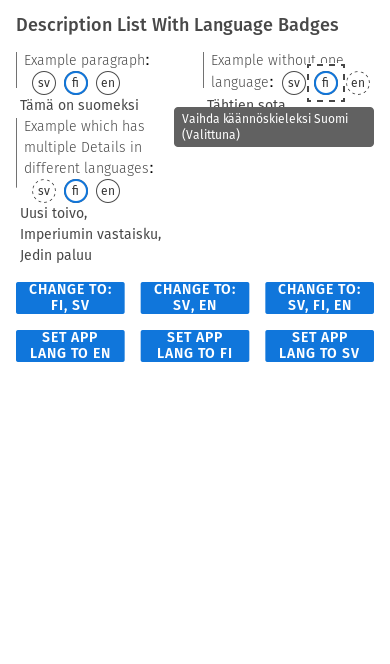 Description List With Language Badges
Example paragraph:
sv fi en
Tämä on suomeksi
Example without one
language: sv fi en
Tähtien sota
Vaihda käännöskieleksi Suomi
(Valittuna)
Example which has
multiple Details in
different languages:
sv fi en
Uusi toivo,
Imperiumin vastaisku,
Jedin paluu
CHANGE TO:
FI, SV
CHANGE TO:
SV, EN
CHANGE TO:
SV, FI, EN
SET APP
LANG TO EN
SET APP
LANG TO FI
SET APP
LANG TO SV